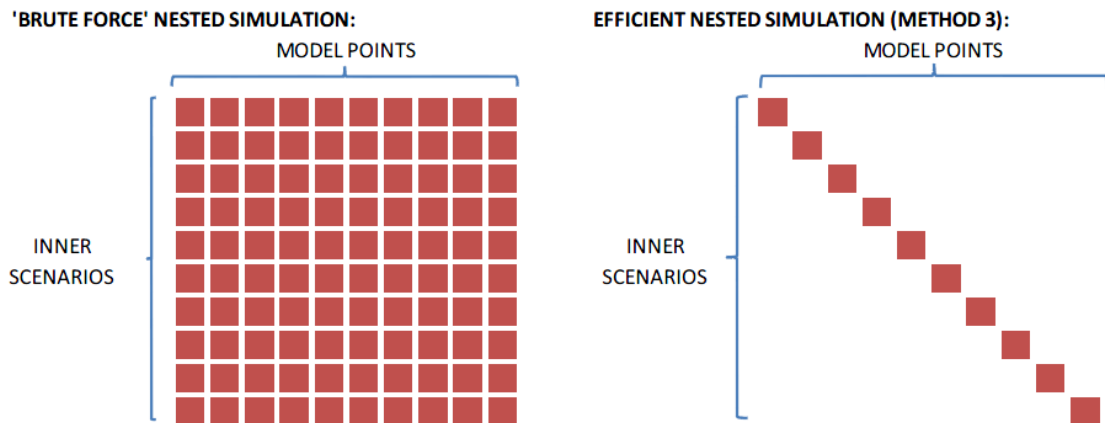 'BRUTE FORCE' NESTED SIMULATION:
MODEL POINTS
INNER
SCENARIOS
EFFICIENT NESTED SIMULATION (METHOD 3):
MODEL POINTS
INNER
SCENARIOS